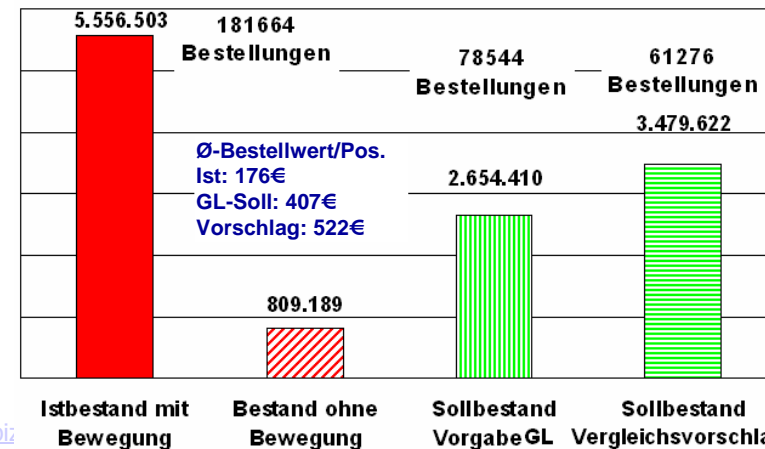 5.556.503
181664
Bestellungen
78544
Bestellungen
61276
Bestellungen
3.479.622
Ø-Bestellwert/Pos.
Ist: 176€
GL-Soll: 407€
Vorschlag: 522€
2.654.410
809.189
Istbestand mit
Bewegung
Bestand ohne
Bewegung
Sollbestand
Vorgabe GL
Sollbestand